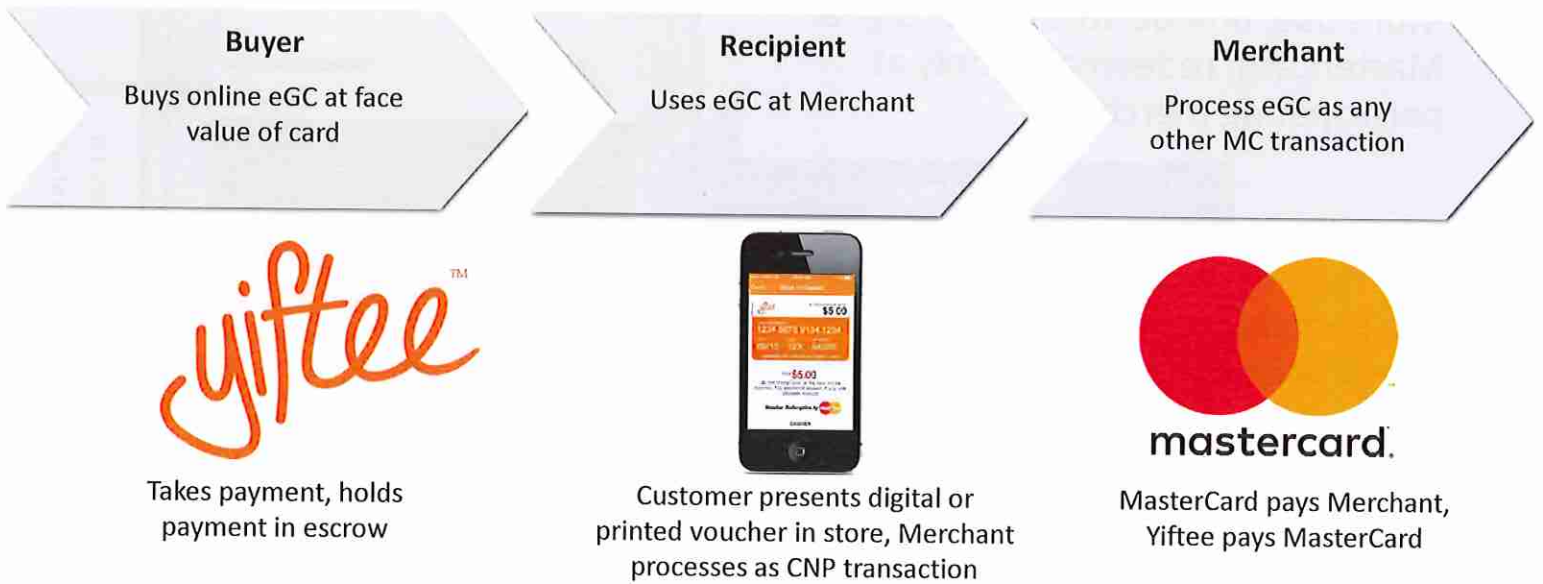 Buyer
Buys online eGC at face
value of card
Recipient
Uses eGC at Merchant
Merchant
Process eGC as any
other MC transaction
yiftee™
Takes payment, holds
payment in escrow
$5.00
$5.00
Customer presents digital or
printed voucher in store, Merchant
processes as CNP transaction
mastercard.
MasterCard pays Merchant,
Yiftee pays MasterCard